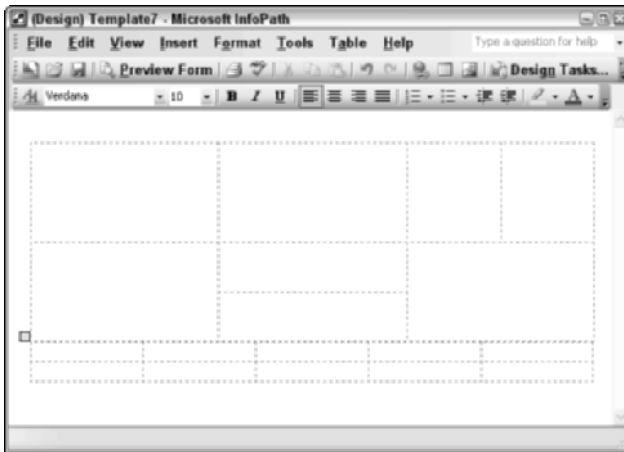 (Design) Template7 - Microsoft InfoPath
File Edit View Insert Format Tools Table Help Type a question for help
Preview Form Design Tasks...
Verdana 10 B I U A